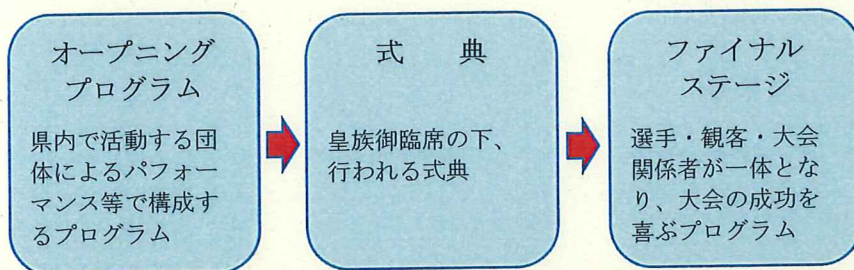 オープニング
プログラム
県内で活動する団
体によるパフォー
マンス等で構成す
るプログラム
式　典
皇族御臨席の下、
行われる式典
ファイナル
ステージ
選手・観客・大会
関係者が一体とな
り、大会の成功を
喜ぶプログラム